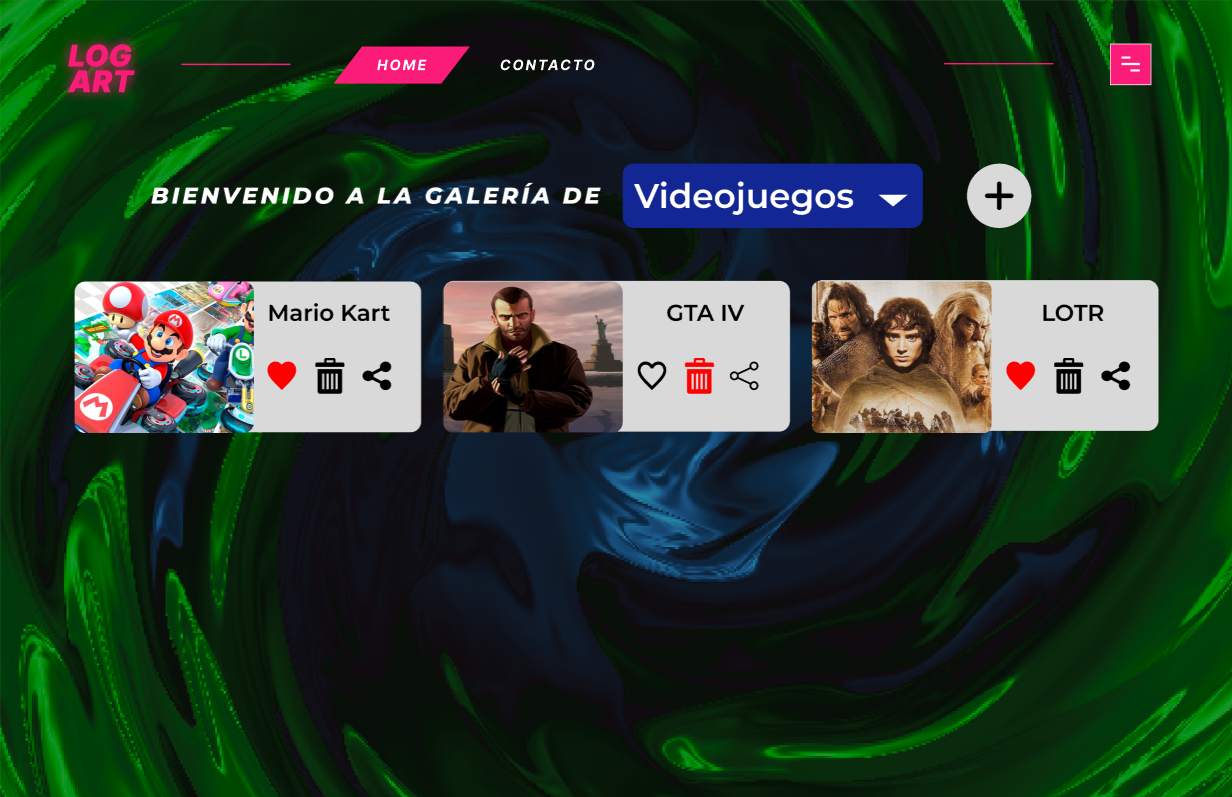 LOG
ART
HOME
CONTACTO
BIENVENIDO A LA GALERÍA DE
Videojuegos
Mario Kart
GTA IV
LOTR